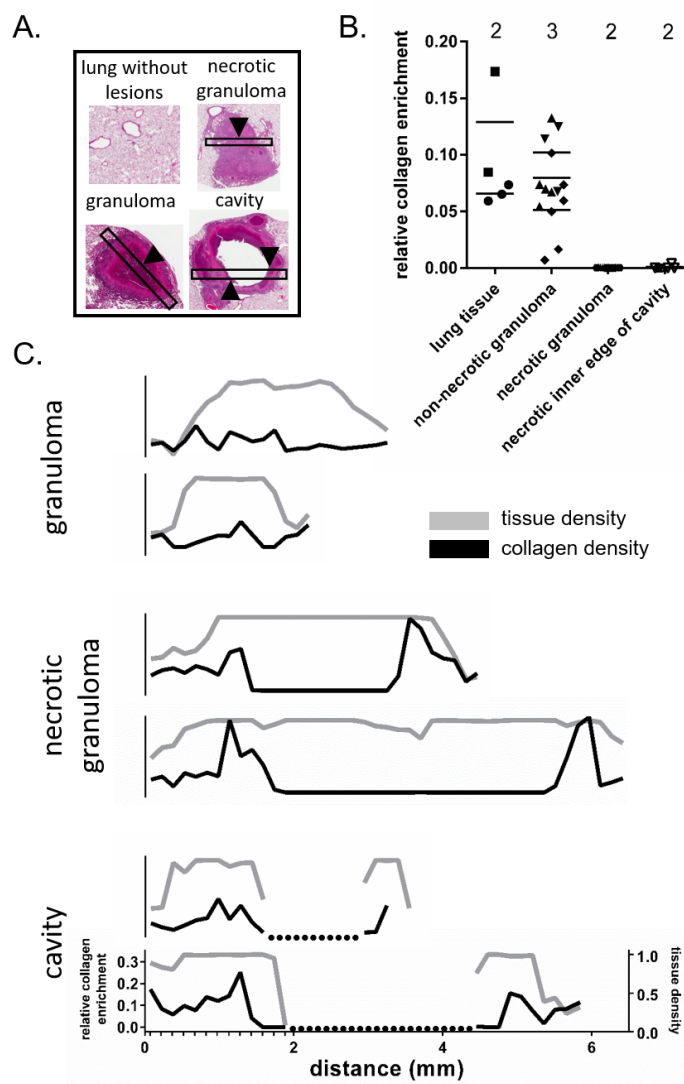 A.
lung without
lesions
necrotic
granuloma
granuloma
cavity
B.
2 3 2 2
relative collagen enrichment
0.20
0.15
0.10
0.05
0.00
lung tissue
non-necrotic granuloma
necrotic granuloma
necrotic inner edge of cavity
C.
granuloma
tissue density
collagen density
necrotic
granuloma
cavity
relative collagen
enrichment
0.3
0.2
0.1
0.0
1.0
0.5
0.0
tissue
density
0 2 4 6
distance (mm)